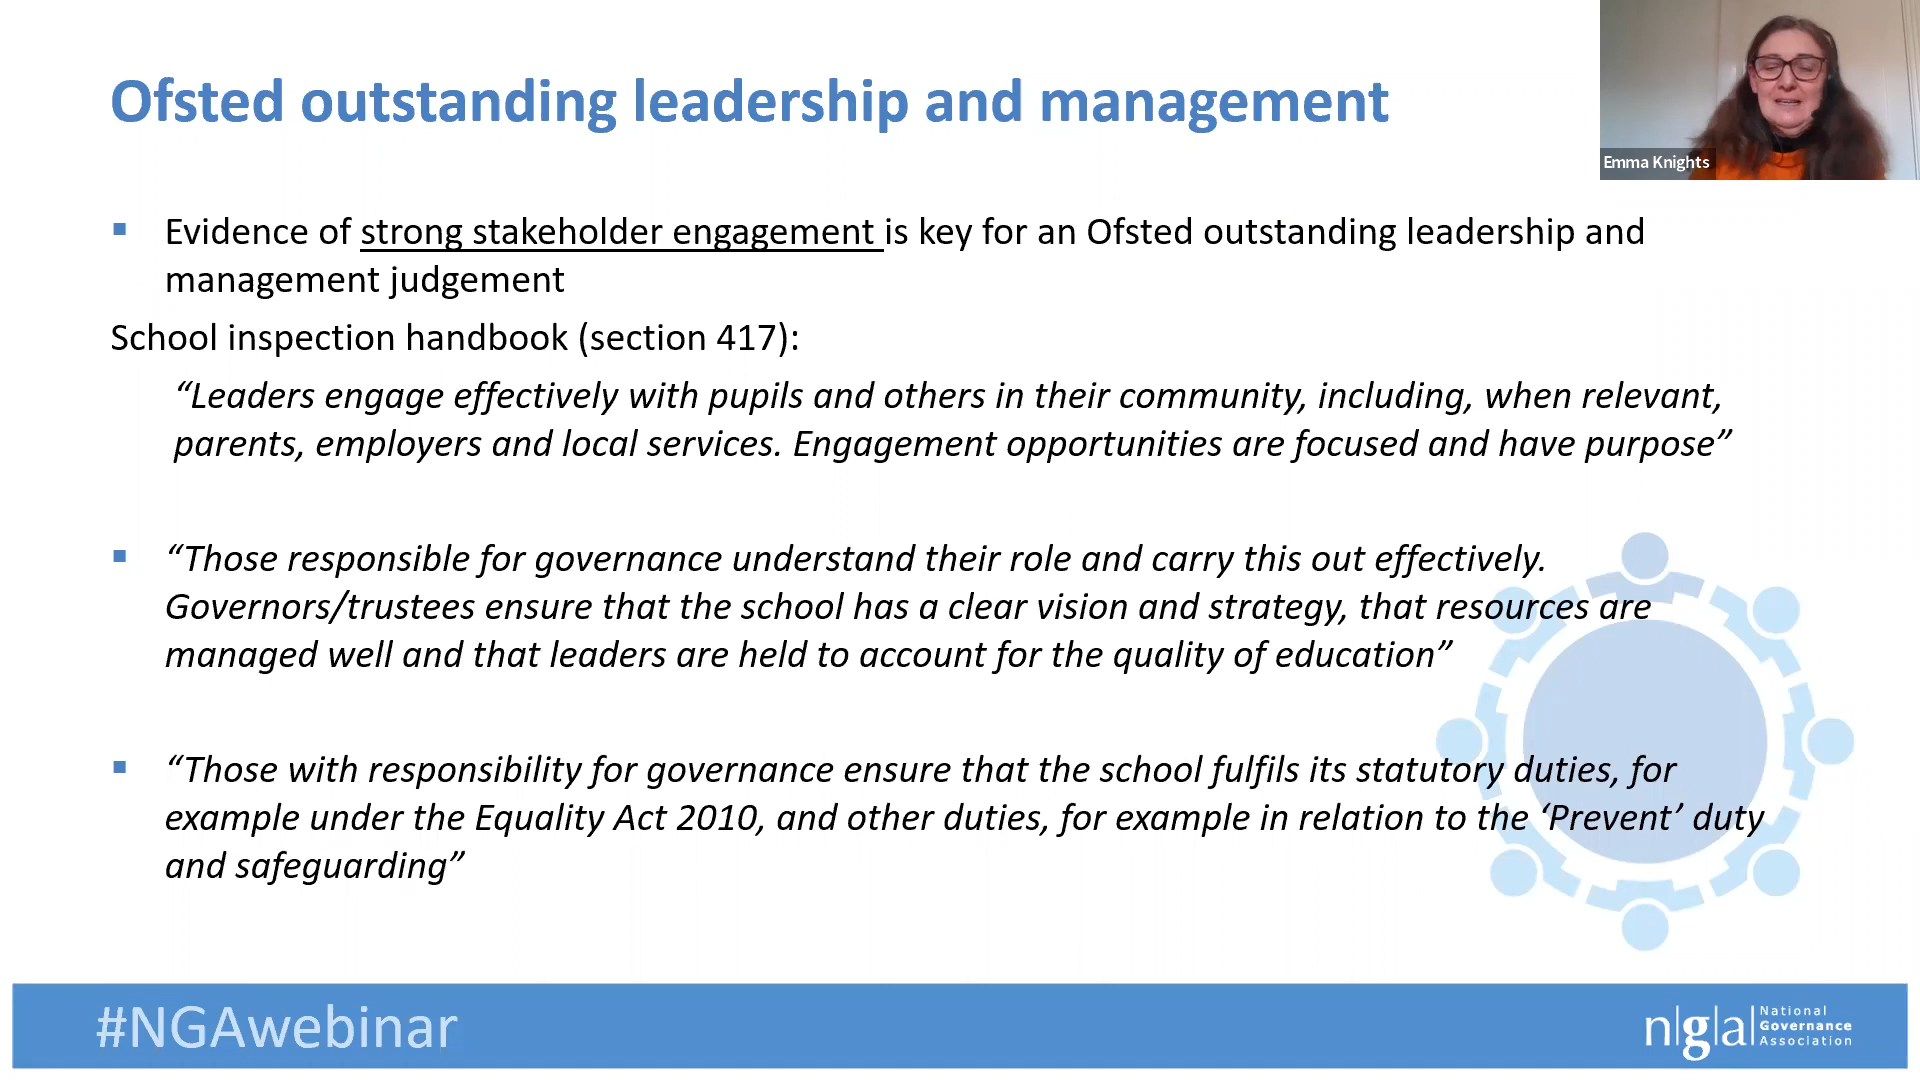 Ofsted outstanding leadership and management
Emma Knights
▪ Evidence of strong stakeholder engagement is key for an Ofsted outstanding leadership and
management judgement
School inspection handbook (section 417):
“Leaders engage effectively with pupils and others in their community, including, when relevant,
parents, employers and local services. Engagement opportunities are focused and have purpose”
▪ “Those responsible for governance understand their role and carry this out effectively.
Governors/trustees ensure that the school has a clear vision and strategy, that resources are
managed well and that leaders are held to account for the quality of education”
▪ “Those with responsibility for governance ensure that the school fulfils its statutory duties, for
example under the Equality Act 2010, and other duties, for example in relation to the ‘Prevent’ duty
and safeguarding”
#NGAwebinar
n|g|a|
National
Governance
Association